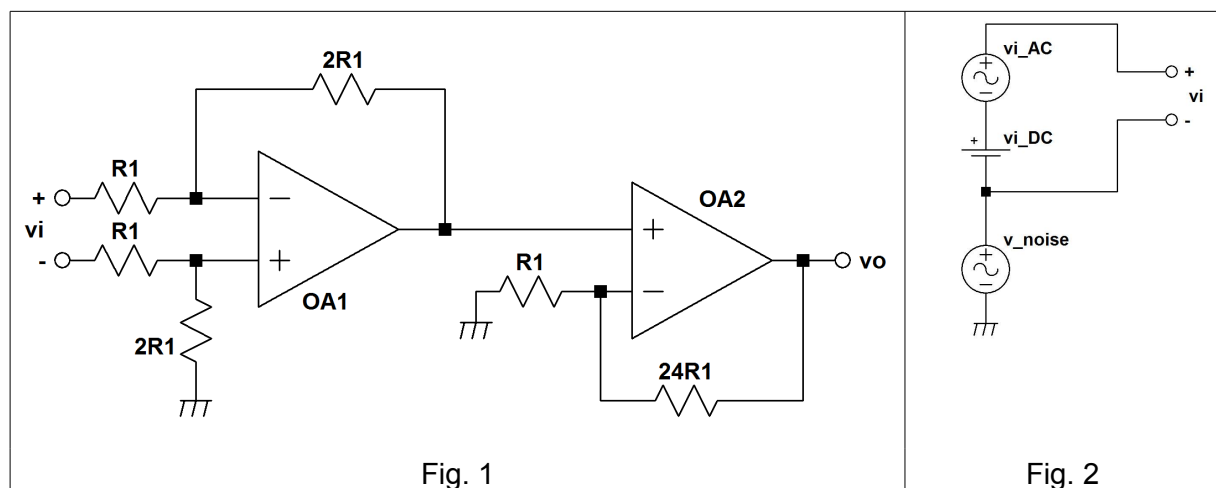 2R1
R1
+
vi
R1
-
−
+
OA1
2R1
R1
+
−
OA2
vo
24R1
Fig. 1
vi_AC
+
−
+
vi
-
+
vi_DC
v_noise
+
−
Fig. 2